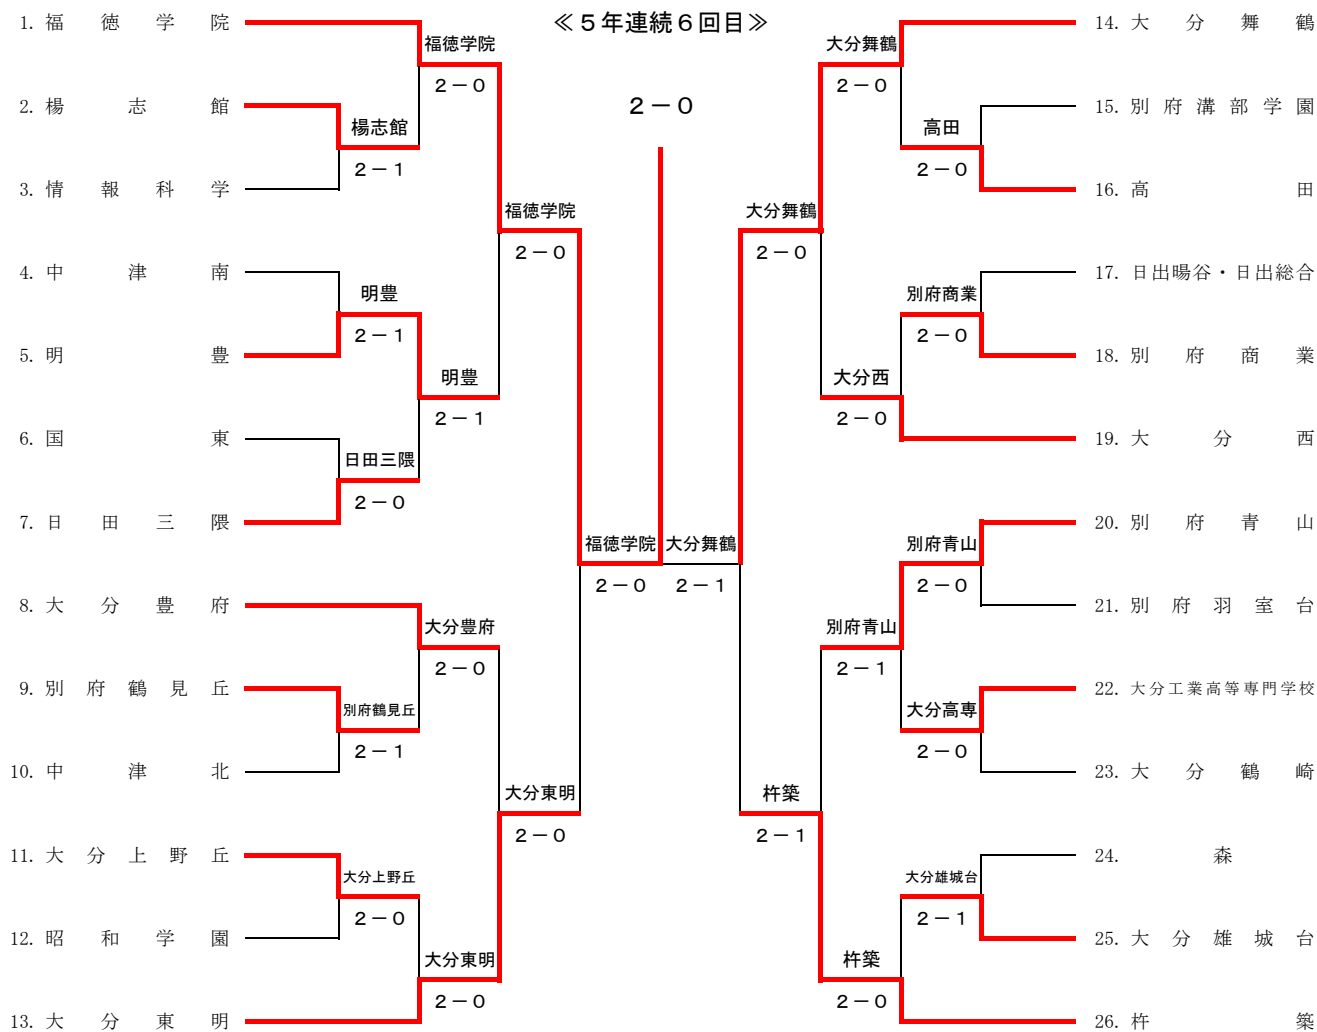 ≪５年連続６回目≫
２－０
1. 福徳学院
2. 楊志館
3. 情報科学
4. 中津南
5. 明豊
6. 国東
7. 日田三隈
8. 大分豊府
9. 別府鶴見丘
10. 中津北
11. 大分上野丘
12. 昭和学園
13. 大分東明
楊志館
２－１
明豊
２－１
日田三隈
２－０
別府鶴見丘
２－１
大分上野丘
２－０
福徳学院
２－０
明豊
２－１
大分豊府
２－０
大分東明
２－０
福徳学院
２－０
大分東明
２－０
福徳学院
２－０
大分舞鶴
２－１
大分舞鶴
２－０
杵築
２－１
大分舞鶴
２－０
大分西
２－０
別府青山
２－１
杵築
２－０
高田
２－０
別府商業
２－０
別府青山
２－０
大分高専
２－０
大分雄城台
２－１
14. 大分舞鶴
15. 別府溝部学園
16. 高田
17. 日出暘谷・日出総合
18. 別府商業
19. 大分西
20. 別府青山
21. 別府羽室台
22. 大分工業高等専門学校
23. 大分鶴崎
24. 森
25. 大分雄城台
26. 杵築